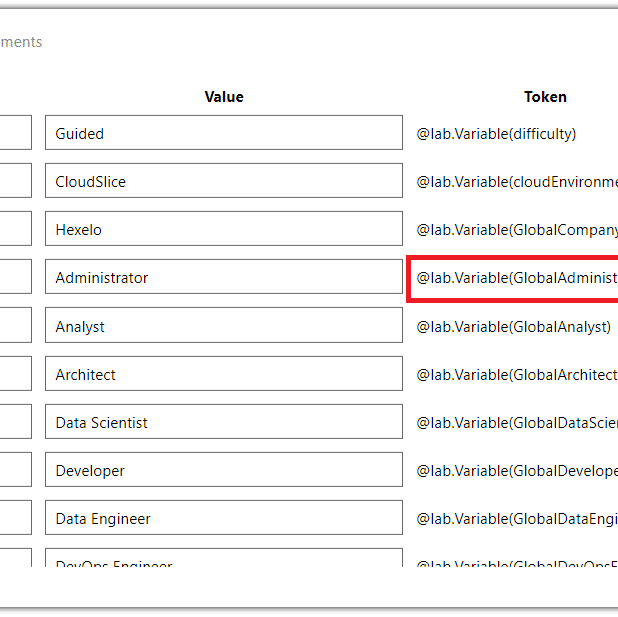 ments
Value Token
Guided @lab.Variable(difficulty)
CloudSlice @lab.Variable(cloudEnvironme
Hexelo @lab.Variable(GlobalCompany
Administrator @lab.Variable(GlobalAdminist
Analyst @lab.Variable(GlobalAnalyst)
Architect @lab.Variable(GlobalArchitect
Data Scientist @lab.Variable(GlobalDataScien
Developer @lab.Variable(GlobalDevelope
Data Engineer @lab.Variable(GlobalDataEngi
DevOps Engineer @lab.Variable(GlobalDevOpsE